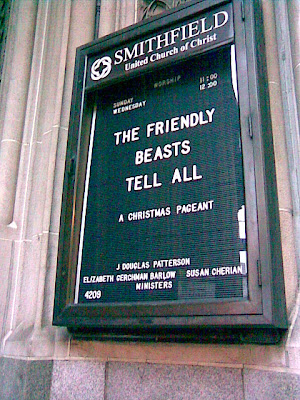 SMITHFIELD
United Church of Christ
WORSHIP
SUNDAY 11:00
WEDNESDAY 12:00
THE FRIENDLY
BEASTS
TELL ALL
A CHRISTMAS PAGEANT
J DOUGLAS PATTERSON
ELIZABETH GERCHMAN BARLOW SUSAN CHERIAN
MINISTERS
4209